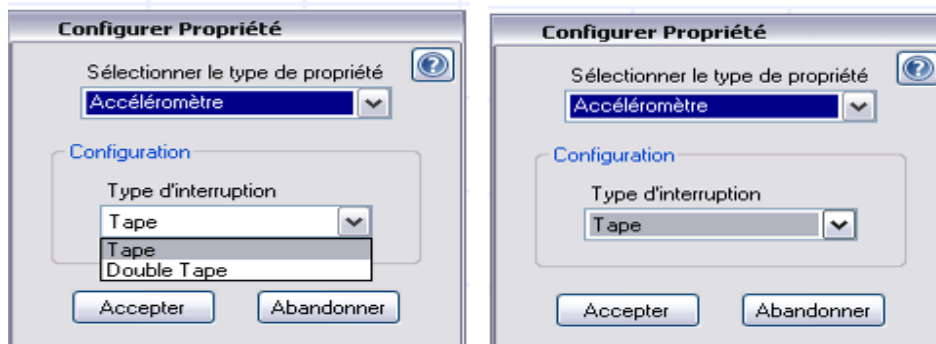 Configurer Propriété
Sélectionner le type de propriété
Accéléromètre
Configuration
Type d'interruption
Tape
Tape
Double Tape
Accepter Abandonner
Configurer Propriété
Sélectionner le type de propriété
Accéléromètre
Configuration
Type d'interruption
Tape
Accepter Abandonner